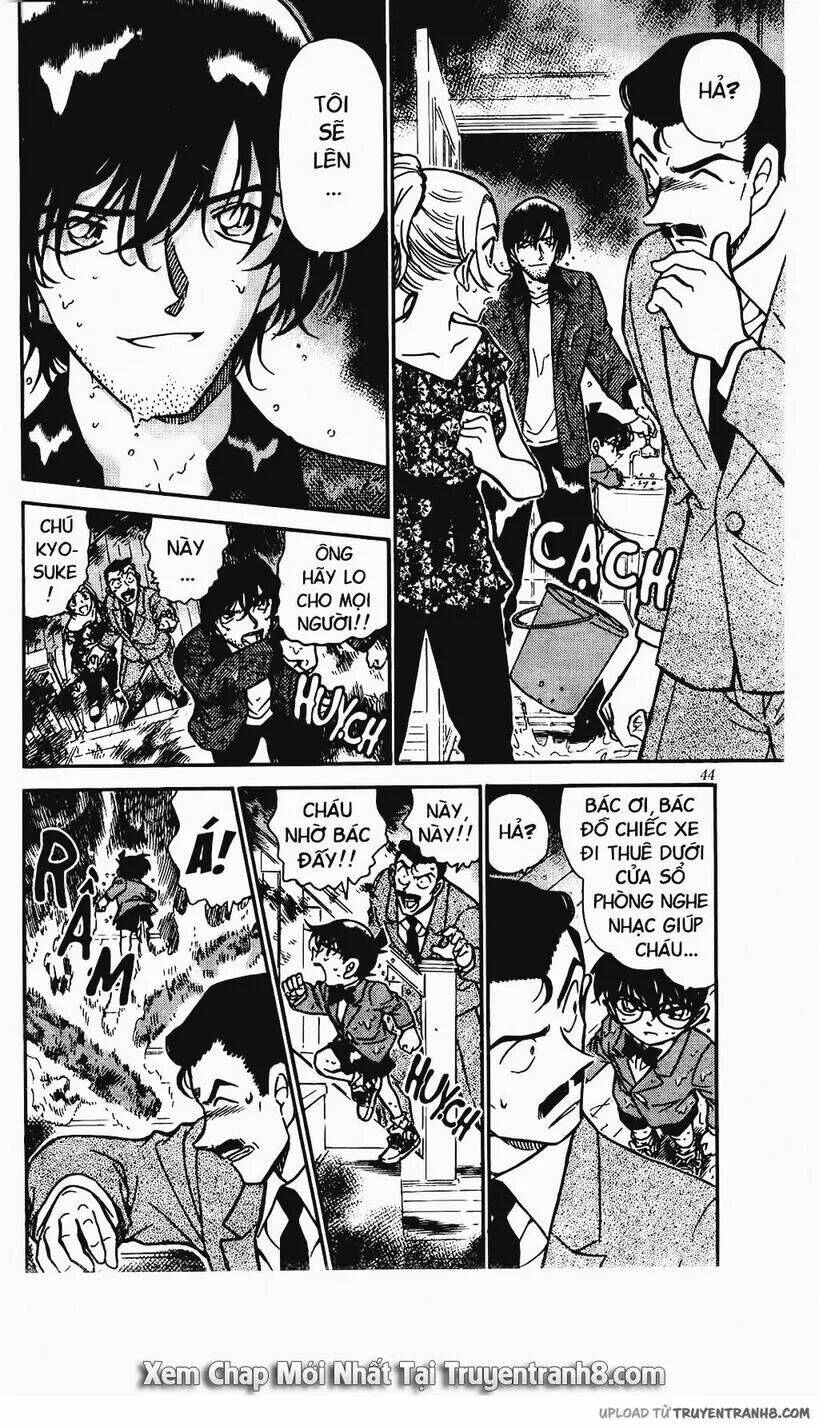 HẢ?
CẠCH
TÔI
SẼ
LÊN
...
ÔNG
HÃY LO
CHO MỌI
NGƯỜI!!
HUỴCH
NÀY
...
CHÚ
KYO-
SUKE
!
44
BÁC ƠI, BÁC
ĐỖ CHIẾC XE
ĐI THUÊ DƯỚI
CỬA SỔ
PHÒNG NGHE
NHẠC GIÚP
CHÁU...
HẢ?
NÀY,
NÀY!!
CHÁU
NHỜ BÁC
ĐẤY!!
HUỴCH
Á!
RẦM
Xem Chap Mới Nhất Tại Truyentranh8.com
UPLOAD TỪ TRUYENTRANH8.COM